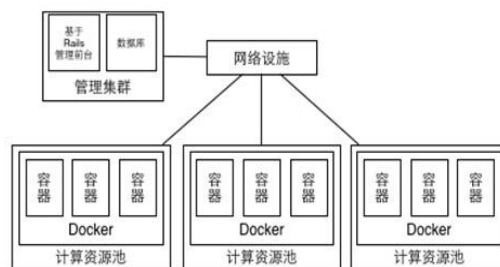 基于
Rails
管理前台
数据库
管理集群
网络设施
容器
容器
容器
Docker
计算资源池
容器
容器
容器
Docker
计算资源池
容器
容器
容器
Docker
计算资源池